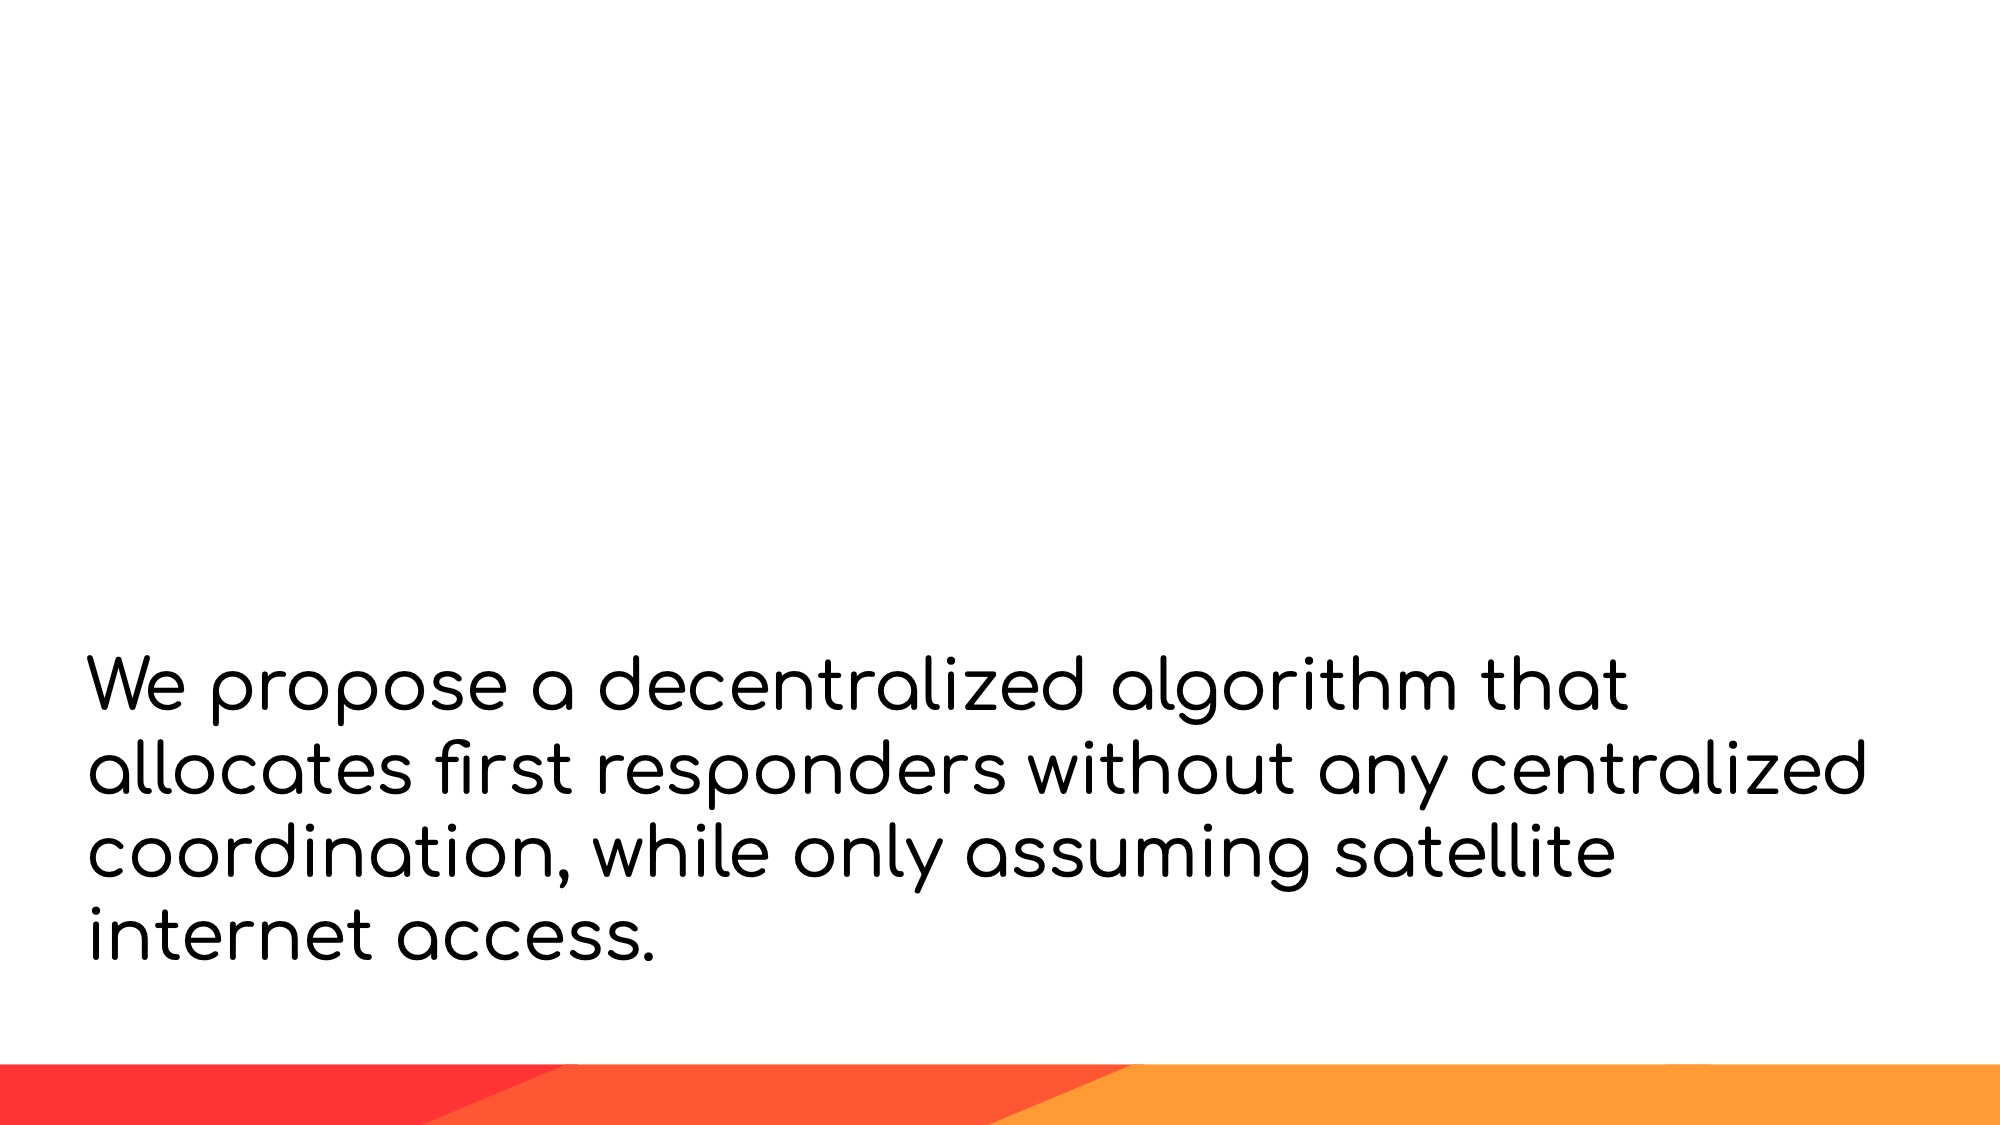 We propose a decentralized algorithm that
allocates first responders without any centralized
coordination, while only assuming satellite
internet access.